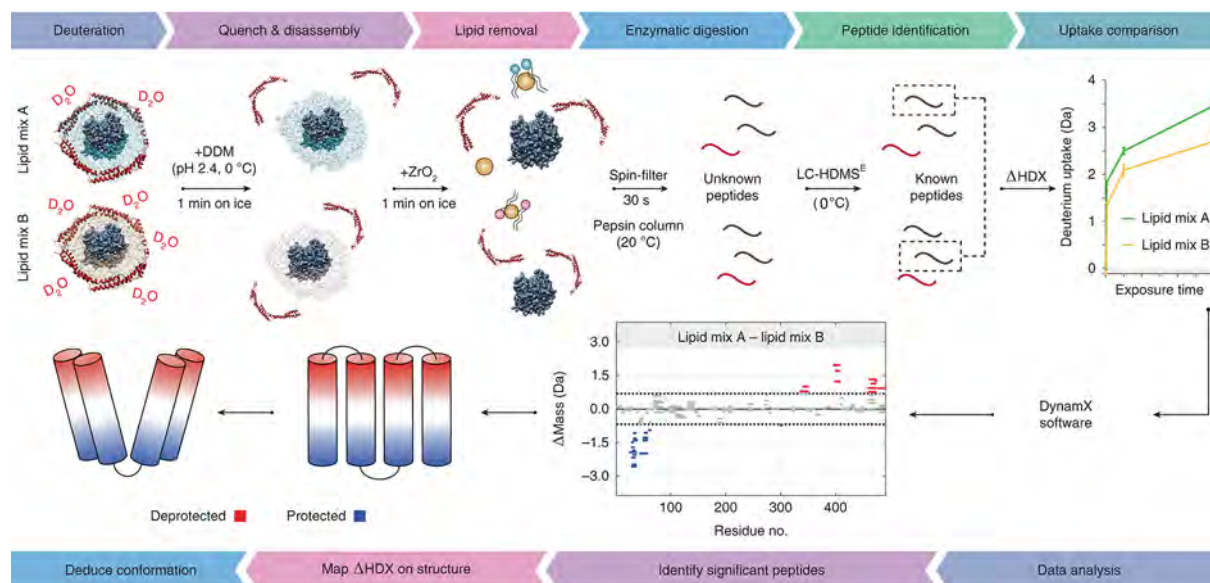 Deuteration
Quench & disassembly
Lipid removal
Enzymatic digestion
Peptide identification
Uptake comparison
Lipid mix A
D₂O
D₂O
+DDM
(pH 2.4, 0 °C)
1 min on ice
+ZrO₂
1 min on ice
Spin-filter
30 s
Pepsin column
(20 °C)
Unknown
peptides
LC-HDMSᴱ
(0°C)
Known
peptides
ΔHDX
Deuterium uptake (Da)
4
3
2
1
0
Lipid mix A
Lipid mix B
Exposure time
Lipid mix B
D₂O
D₂O
D₂O
D₂O
D₂O
Lipid mix A – lipid mix B
ΔMass (Da)
3.0
1.5
0.0
−1.5
−3.0
100
200
300
400
Residue no.
DynamX
software
Deprotected
Protected
Deduce conformation
Map ΔHDX on structure
Identify significant peptides
Data analysis